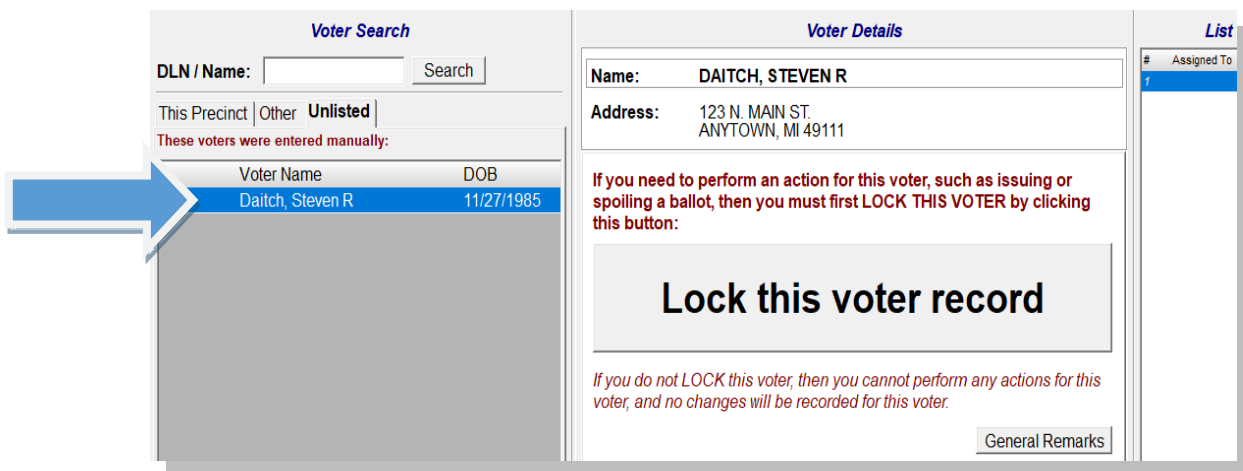 Voter Search
DLN / Name:
Search
This Precinct
Other
Unlisted
These voters were entered manually:
Voter Name DOB
Daitch, Steven R 11/27/1985
Voter Details
Name: DAITCH, STEVEN R
Address: 123 N. MAIN ST.
ANYTOWN, MI 49111
If you need to perform an action for this voter, such as issuing or
spoiling a ballot, then you must first LOCK THIS VOTER by clicking
this button:
Lock this voter record
If you do not LOCK this voter, then you cannot perform any actions for this
voter, and no changes will be recorded for this voter.
General Remarks
List
# Assigned To
1